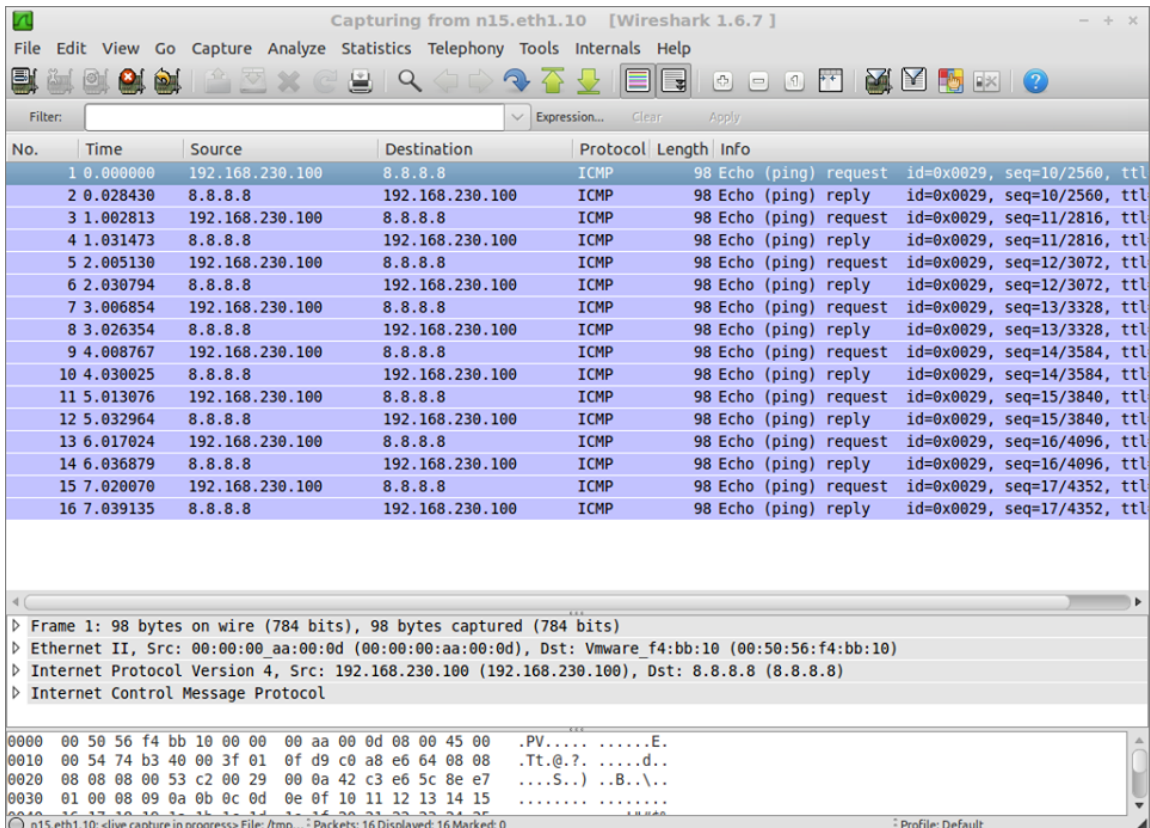 Capturing from n15.eth1.10 [Wireshark 1.6.7 ]
File Edit View Go Capture Analyze Statistics Telephony Tools Internals Help
Filter: Expression... Clear Apply
No. Time Source Destination Protocol Length Info
1 0.000000 192.168.230.100 8.8.8.8 ICMP 98 Echo (ping) request id=0x0029, seq=10/2560, ttl
2 0.028430 8.8.8.8 192.168.230.100 ICMP 98 Echo (ping) reply id=0x0029, seq=10/2560, ttl
3 1.002813 192.168.230.100 8.8.8.8 ICMP 98 Echo (ping) request id=0x0029, seq=11/2816, ttl
4 1.031473 8.8.8.8 192.168.230.100 ICMP 98 Echo (ping) reply id=0x0029, seq=11/2816, ttl
5 2.005130 192.168.230.100 8.8.8.8 ICMP 98 Echo (ping) request id=0x0029, seq=12/3072, ttl
6 2.030794 8.8.8.8 192.168.230.100 ICMP 98 Echo (ping) reply id=0x0029, seq=12/3072, ttl
7 3.006854 192.168.230.100 8.8.8.8 ICMP 98 Echo (ping) request id=0x0029, seq=13/3328, ttl
8 3.026354 8.8.8.8 192.168.230.100 ICMP 98 Echo (ping) reply id=0x0029, seq=13/3328, ttl
9 4.008767 192.168.230.100 8.8.8.8 ICMP 98 Echo (ping) request id=0x0029, seq=14/3584, ttl
10 4.030025 8.8.8.8 192.168.230.100 ICMP 98 Echo (ping) reply id=0x0029, seq=14/3584, ttl
11 5.013076 192.168.230.100 8.8.8.8 ICMP 98 Echo (ping) request id=0x0029, seq=15/3840, ttl
12 5.032964 8.8.8.8 192.168.230.100 ICMP 98 Echo (ping) reply id=0x0029, seq=15/3840, ttl
13 6.017024 192.168.230.100 8.8.8.8 ICMP 98 Echo (ping) request id=0x0029, seq=16/4096, ttl
14 6.036879 8.8.8.8 192.168.230.100 ICMP 98 Echo (ping) reply id=0x0029, seq=16/4096, ttl
15 7.020070 192.168.230.100 8.8.8.8 ICMP 98 Echo (ping) request id=0x0029, seq=17/4352, ttl
16 7.039135 8.8.8.8 192.168.230.100 ICMP 98 Echo (ping) reply id=0x0029, seq=17/4352, ttl
Frame 1: 98 bytes on wire (784 bits), 98 bytes captured (784 bits)
Ethernet II, Src: 00:00:00_aa:00:0d (00:00:00:aa:00:0d), Dst: Vmware_f4:bb:10 (00:50:56:f4:bb:10)
Internet Protocol Version 4, Src: 192.168.230.100 (192.168.230.100), Dst: 8.8.8.8 (8.8.8.8)
Internet Control Message Protocol
0000 00 50 56 f4 bb 10 00 00 00 aa 00 0d 08 00 45 00 .PV..... ......E.
0010 00 54 74 b3 40 00 3f 01 0f d9 c0 a8 e6 64 08 08 .Tt.@.?. .....d..
0020 08 08 08 00 53 c2 00 29 00 0a 42 c3 e6 5c 8e e7 ....S..) ..B..\..
0030 01 00 08 09 0a 0b 0c 0d 0e 0f 10 11 12 13 14 15 ........ ........
n15.eth1.10: <live capture in progress> File: /tmp... Packets: 16 Displayed: 16 Marked: 0 Profile: Default